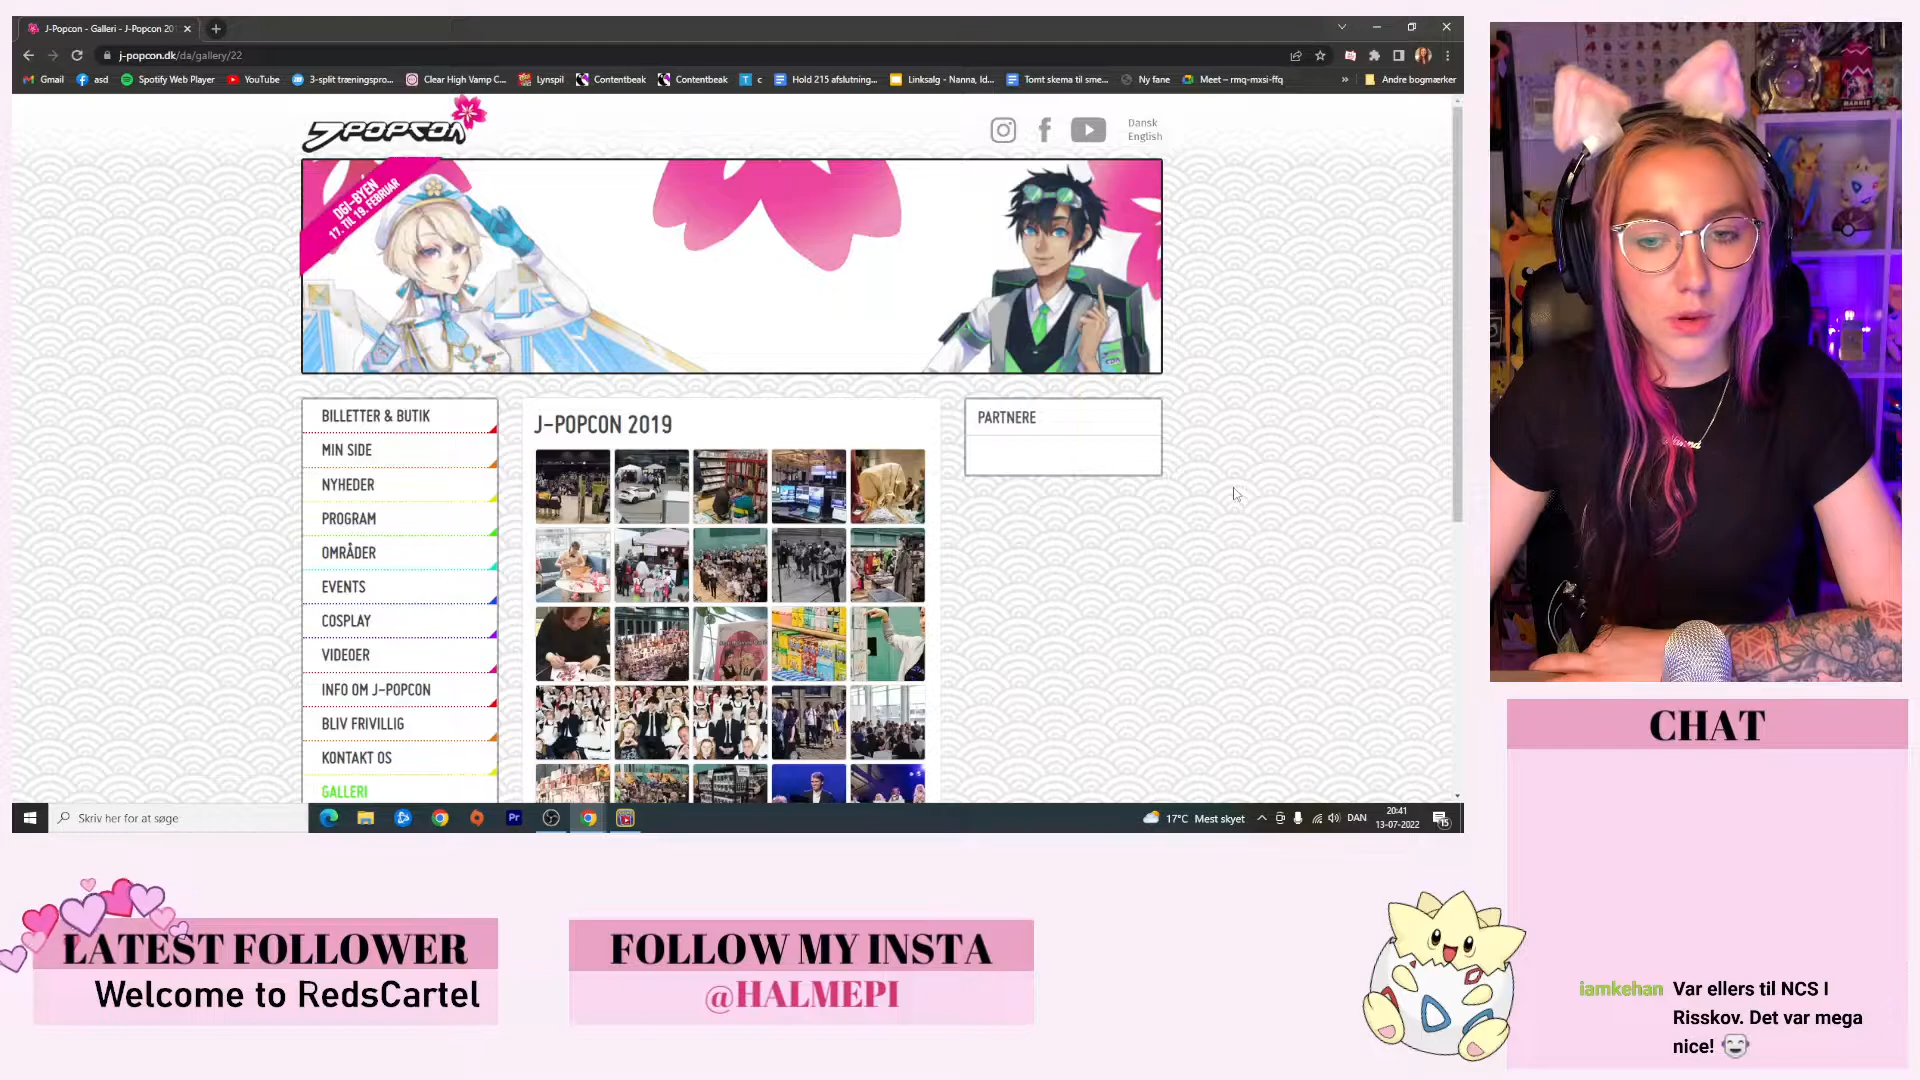 J-Popcon - Galleri - J-Popcon 20
j-popcon.dk/da/gallery/22
Gmail asd Spotify Web Player YouTube 3-split træningspro... Clear High Vamp C... Lynspil Contentbeak Contentbeak c Hold 215 afslutning... Linksalg - Nanna, Id... Tomt skema til sme... Ny fane Meet – rmq-mxsi-ffq » Andre bogmærker
J-POPCON
Dansk
English
DGI-BYEN
17. TIL 19. FEBRUAR
BILLETTER & BUTIK
MIN SIDE
NYHEDER
PROGRAM
OMRÅDER
EVENTS
COSPLAY
VIDEOER
INFO OM J-POPCON
BLIV FRIVILLIG
KONTAKT OS
GALLERI
J-POPCON 2019
PARTNERE
Skriv her for at søge
Pr
17°C Mest skyet
DAN
20:41
13-07-2022
15
LATEST FOLLOWER
Welcome to RedsCartel
FOLLOW MY INSTA
@HALMEPI
CHAT
iamkehan Var ellers til NCS I
Risskov. Det var mega
nice!